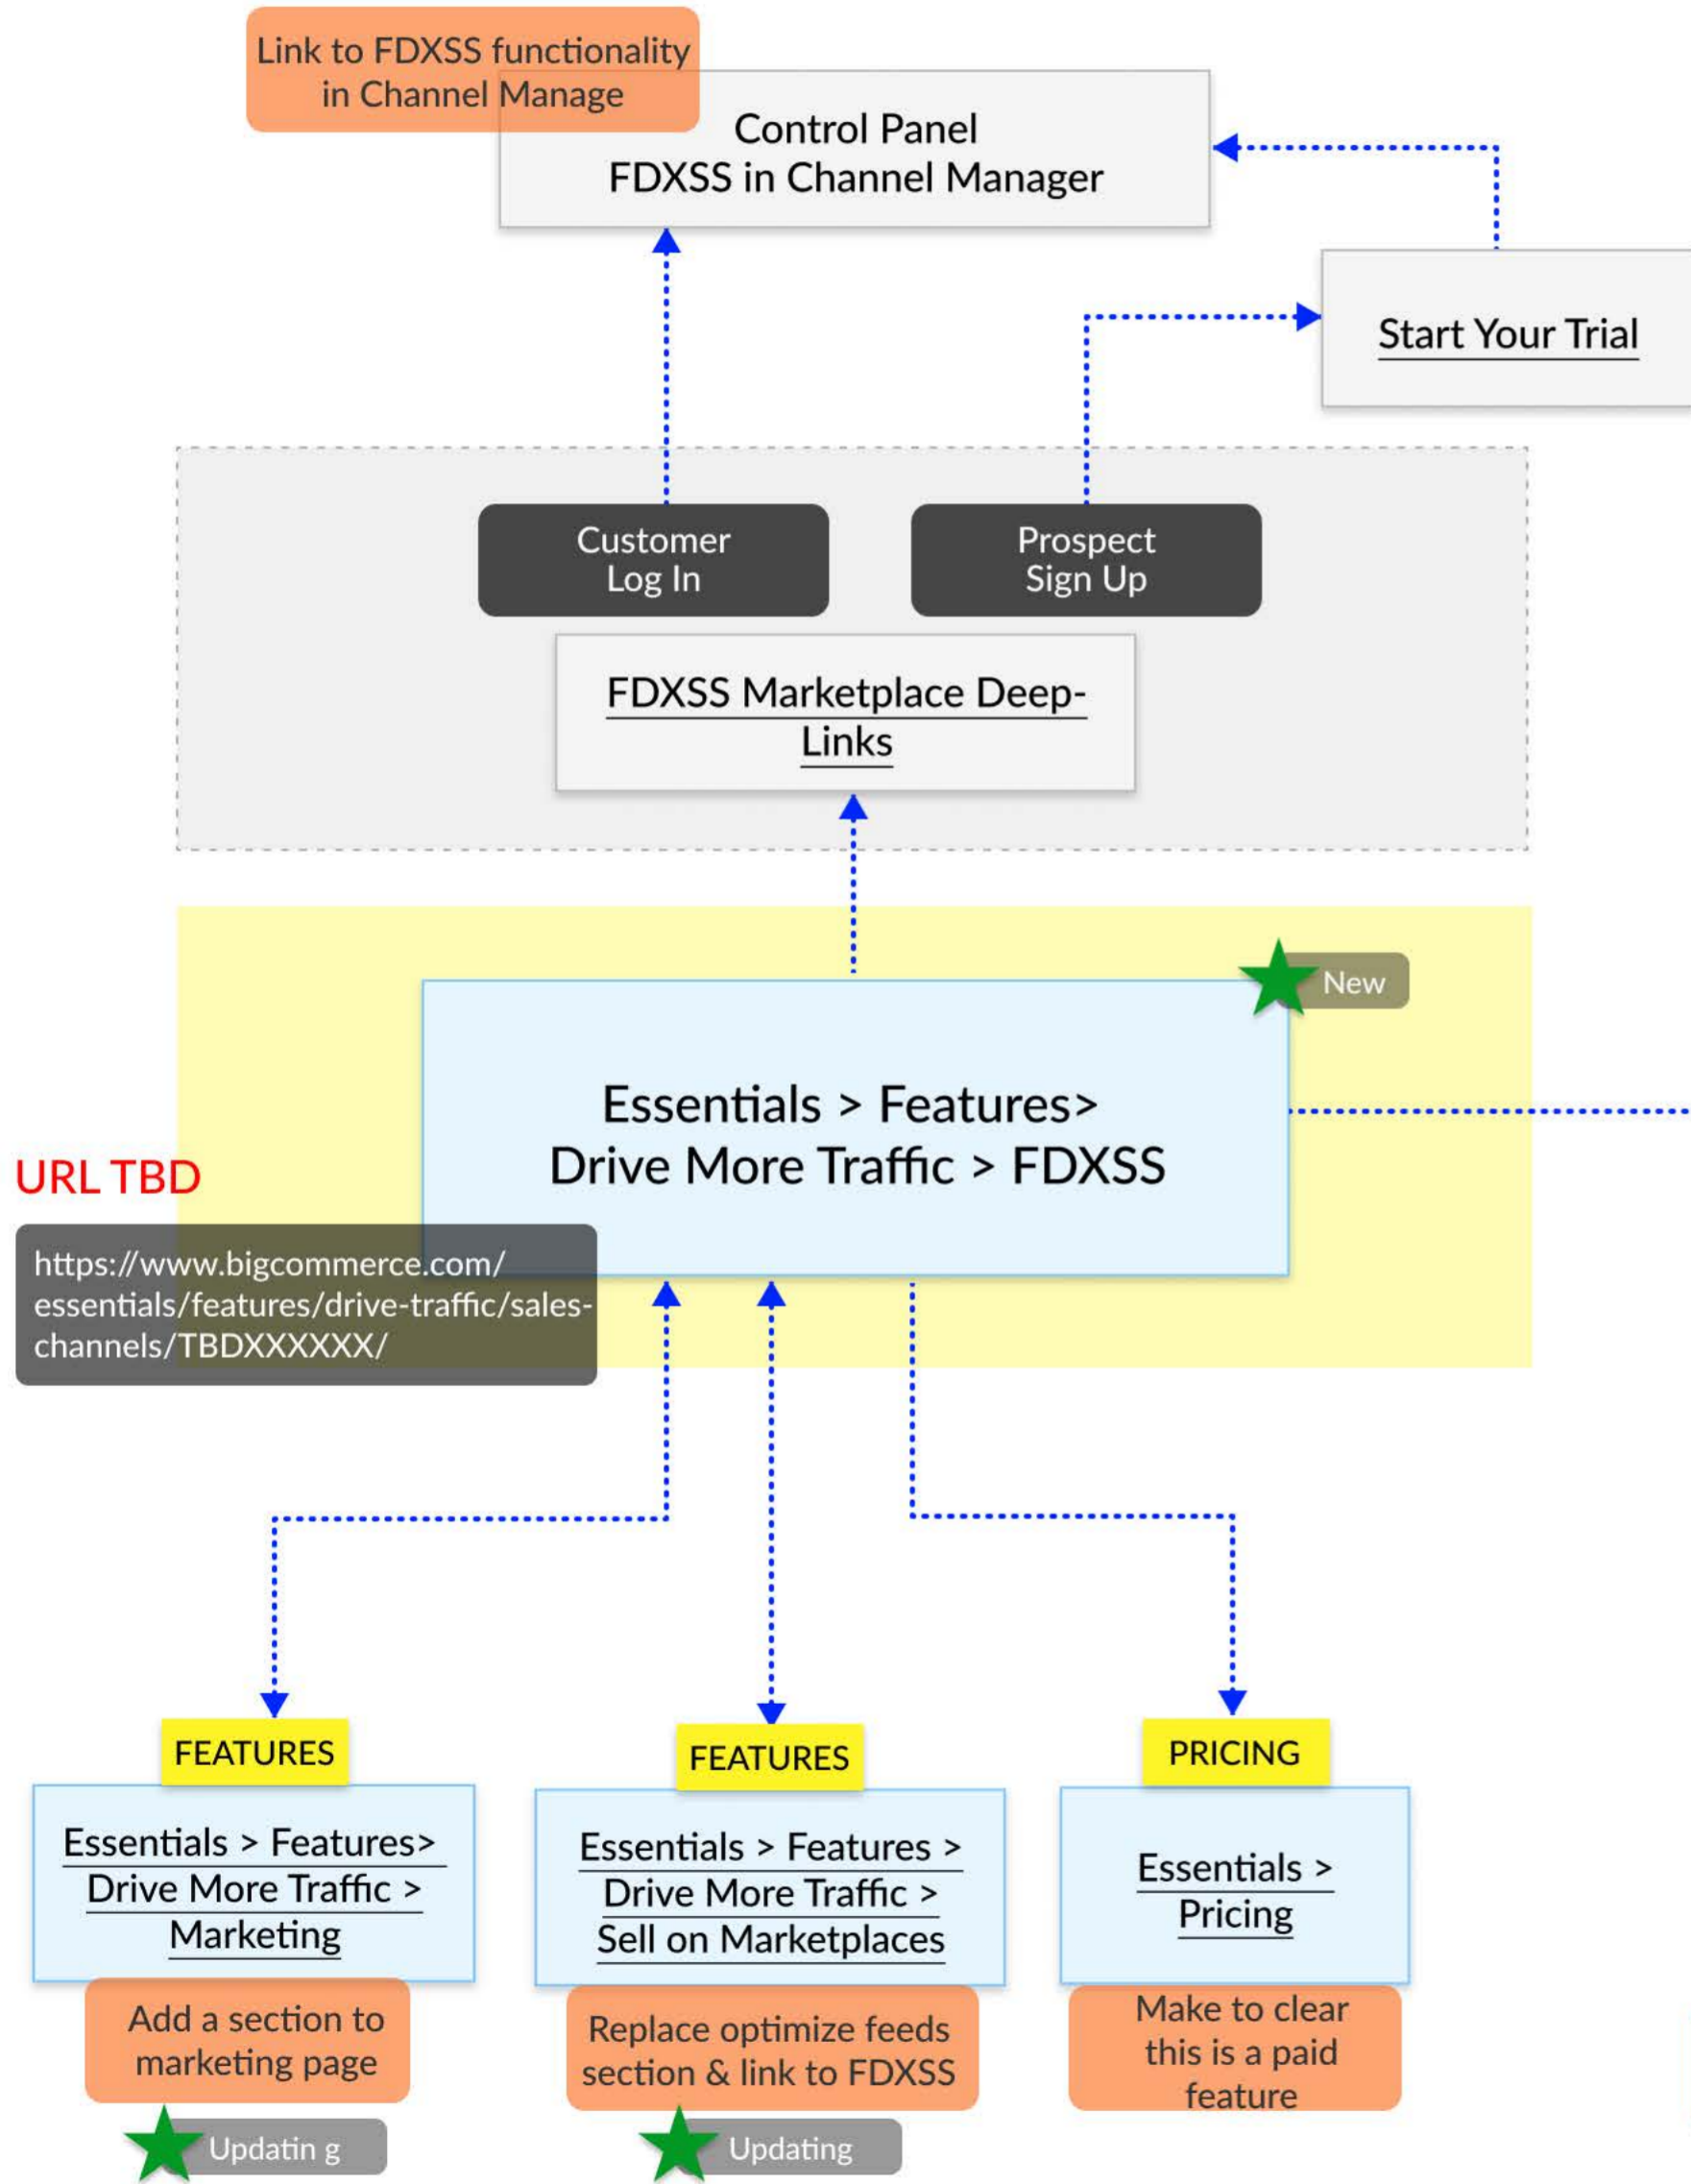 Link to FDXSS functionality
in Channel Manage
Control Panel
FDXSS in Channel Manager
Start Your Trial
Customer
Log In
Prospect
Sign Up
FDXSS Marketplace Deep-
Links
New
Essentials > Features>
Drive More Traffic > FDXSS
URL TBD
https://www.bigcommerce.com/
essentials/features/drive-traffic/sales-
channels/TBDXXXXXX/
FEATURES
Essentials > Features>
Drive More Traffic >
Marketing
Add a section to
marketing page
Updatin g
FEATURES
Essentials > Features >
Drive More Traffic >
Sell on Marketplaces
Replace optimize feeds
section & link to FDXSS
Updating
PRICING
Essentials >
Pricing
Make to clear
this is a paid
feature